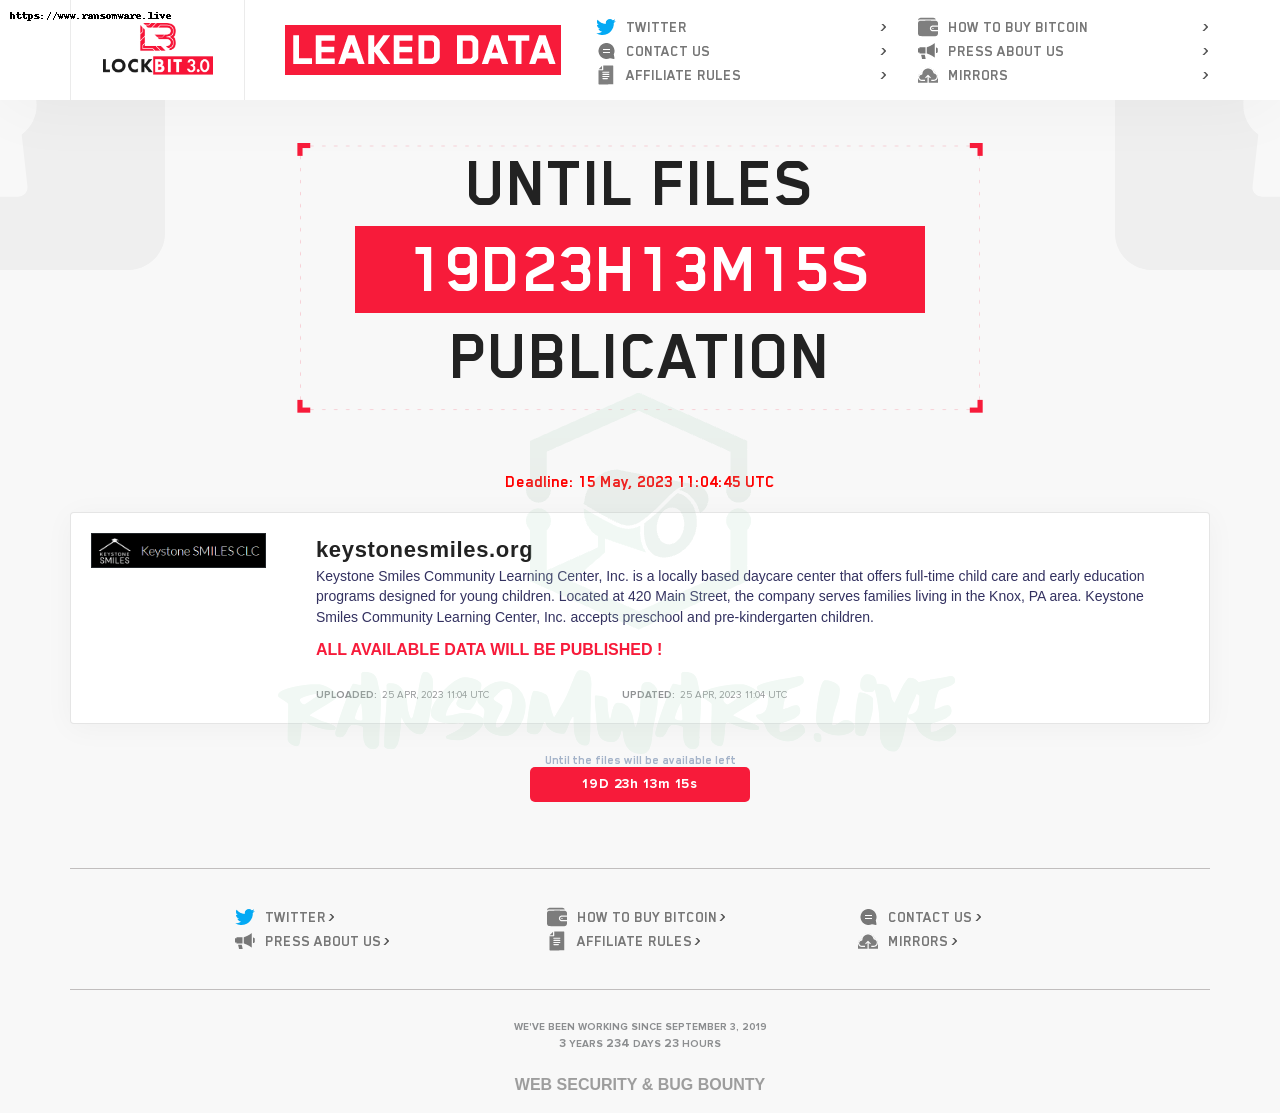 https://www.ransomware.live
LOCKBIT 3.0
LEAKED DATA
TWITTER >
CONTACT US >
AFFILIATE RULES >
HOW TO BUY BITCOIN >
PRESS ABOUT US >
MIRRORS >
UNTIL FILES
19D23H13M15S
PUBLICATION
Deadline: 15 May, 2023 11:04:45 UTC
KEYSTONE
SMILES
Keystone SMILES CLC
keystonesmiles.org
Keystone Smiles Community Learning Center, Inc. is a locally based daycare center that offers full-time child care and early education
programs designed for young children. Located at 420 Main Street, the company serves families living in the Knox, PA area. Keystone
Smiles Community Learning Center, Inc. accepts preschool and pre-kindergarten children.
ALL AVAILABLE DATA WILL BE PUBLISHED !
UPLOADED: 25 APR, 2023 11:04 UTC
UPDATED: 25 APR, 2023 11:04 UTC
RANSOMWARE.LIVE
Until the files will be available left
19D 23h 13m 15s
TWITTER >
HOW TO BUY BITCOIN >
CONTACT US >
PRESS ABOUT US >
AFFILIATE RULES >
MIRRORS >
WE'VE BEEN WORKING SINCE SEPTEMBER 3, 2019
3 YEARS 234 DAYS 23 HOURS
WEB SECURITY & BUG BOUNTY